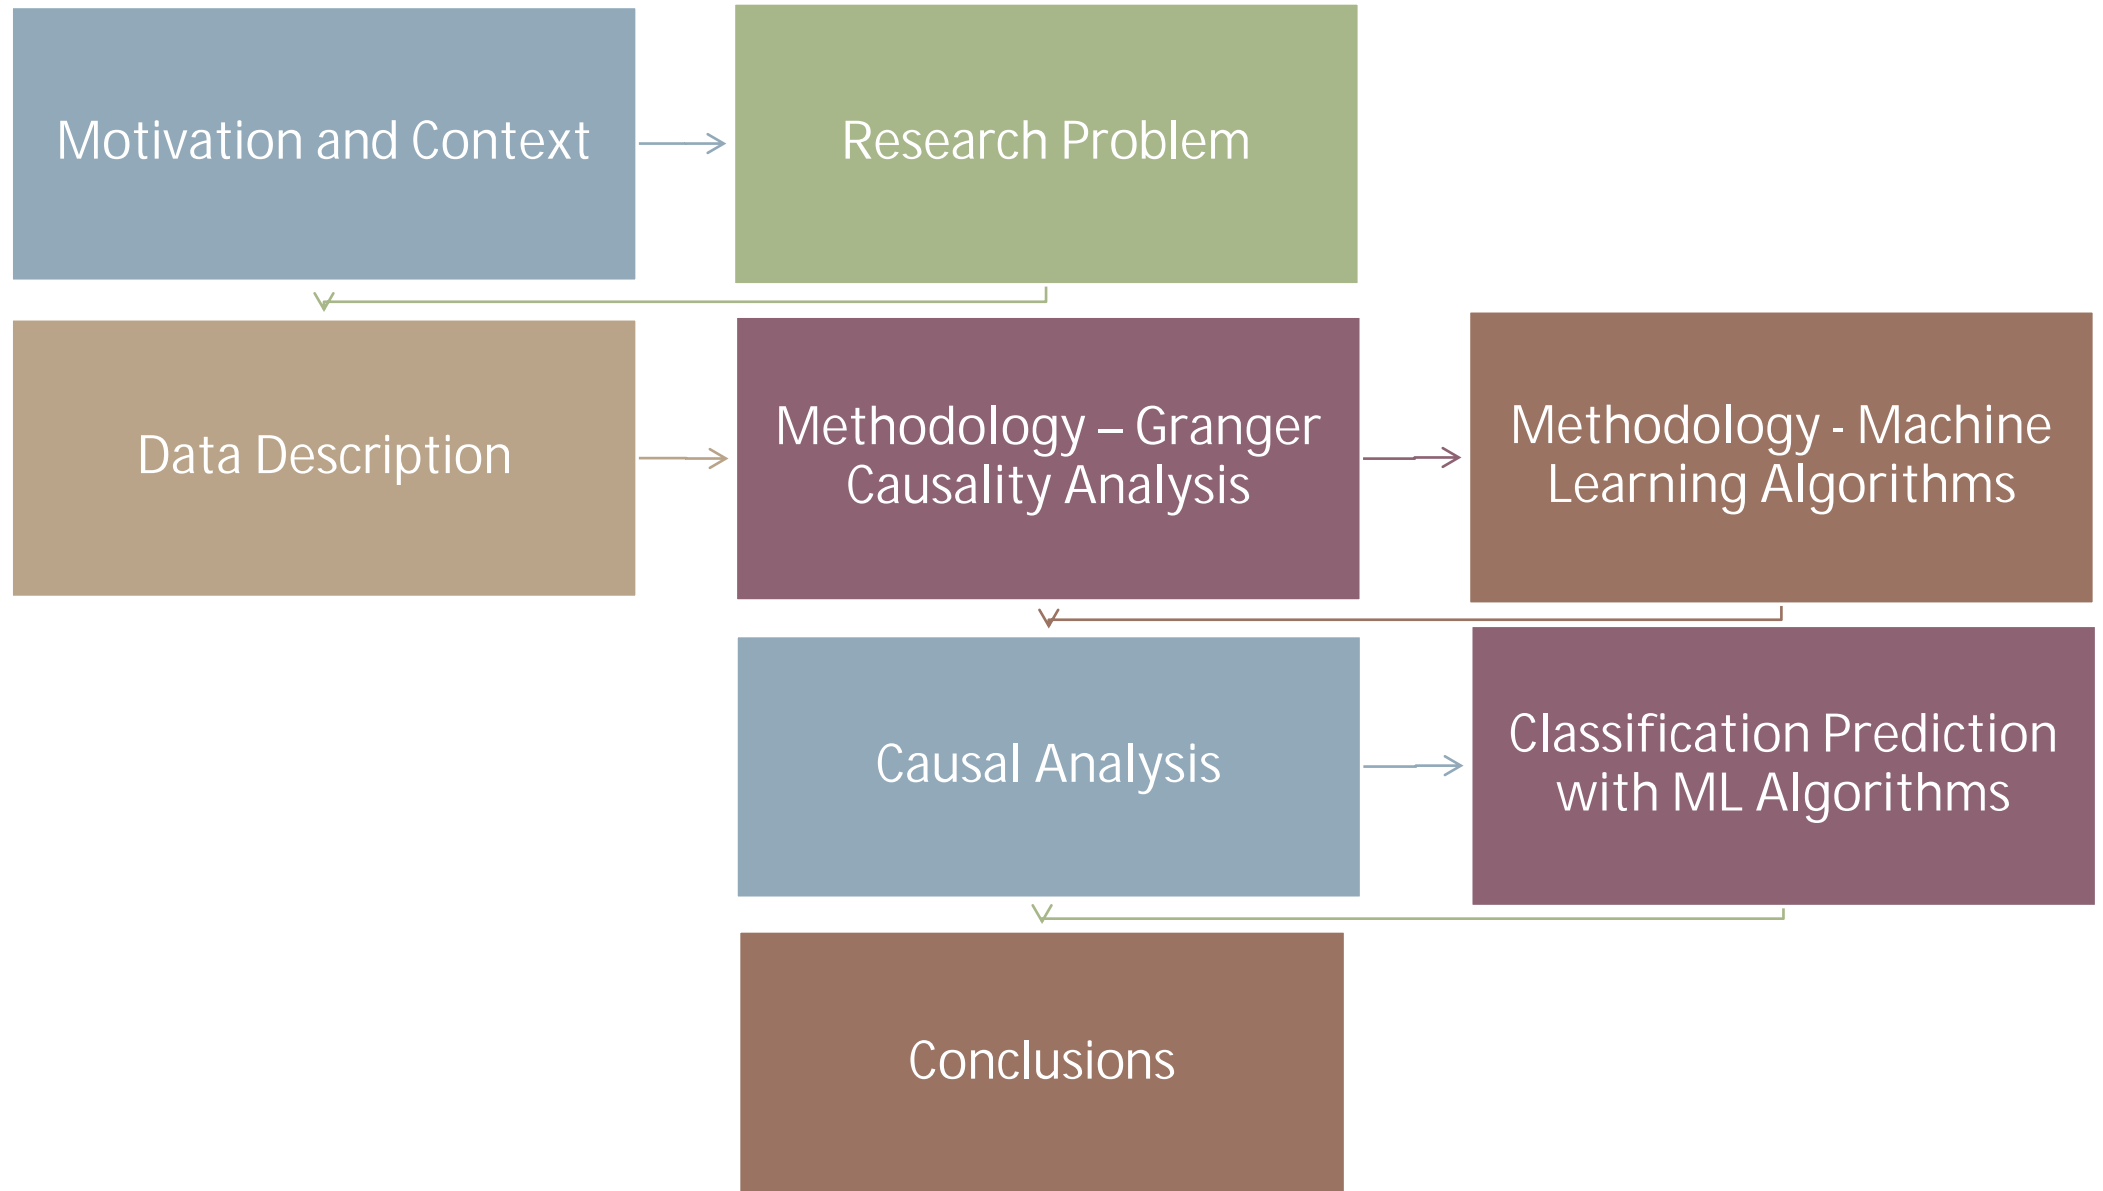 Motivation and Context
Research Problem
Data Description
Methodology – Granger
Causality Analysis
Methodology - Machine
Learning Algorithms
Causal Analysis
Classification Prediction
with ML Algorithms
Conclusions